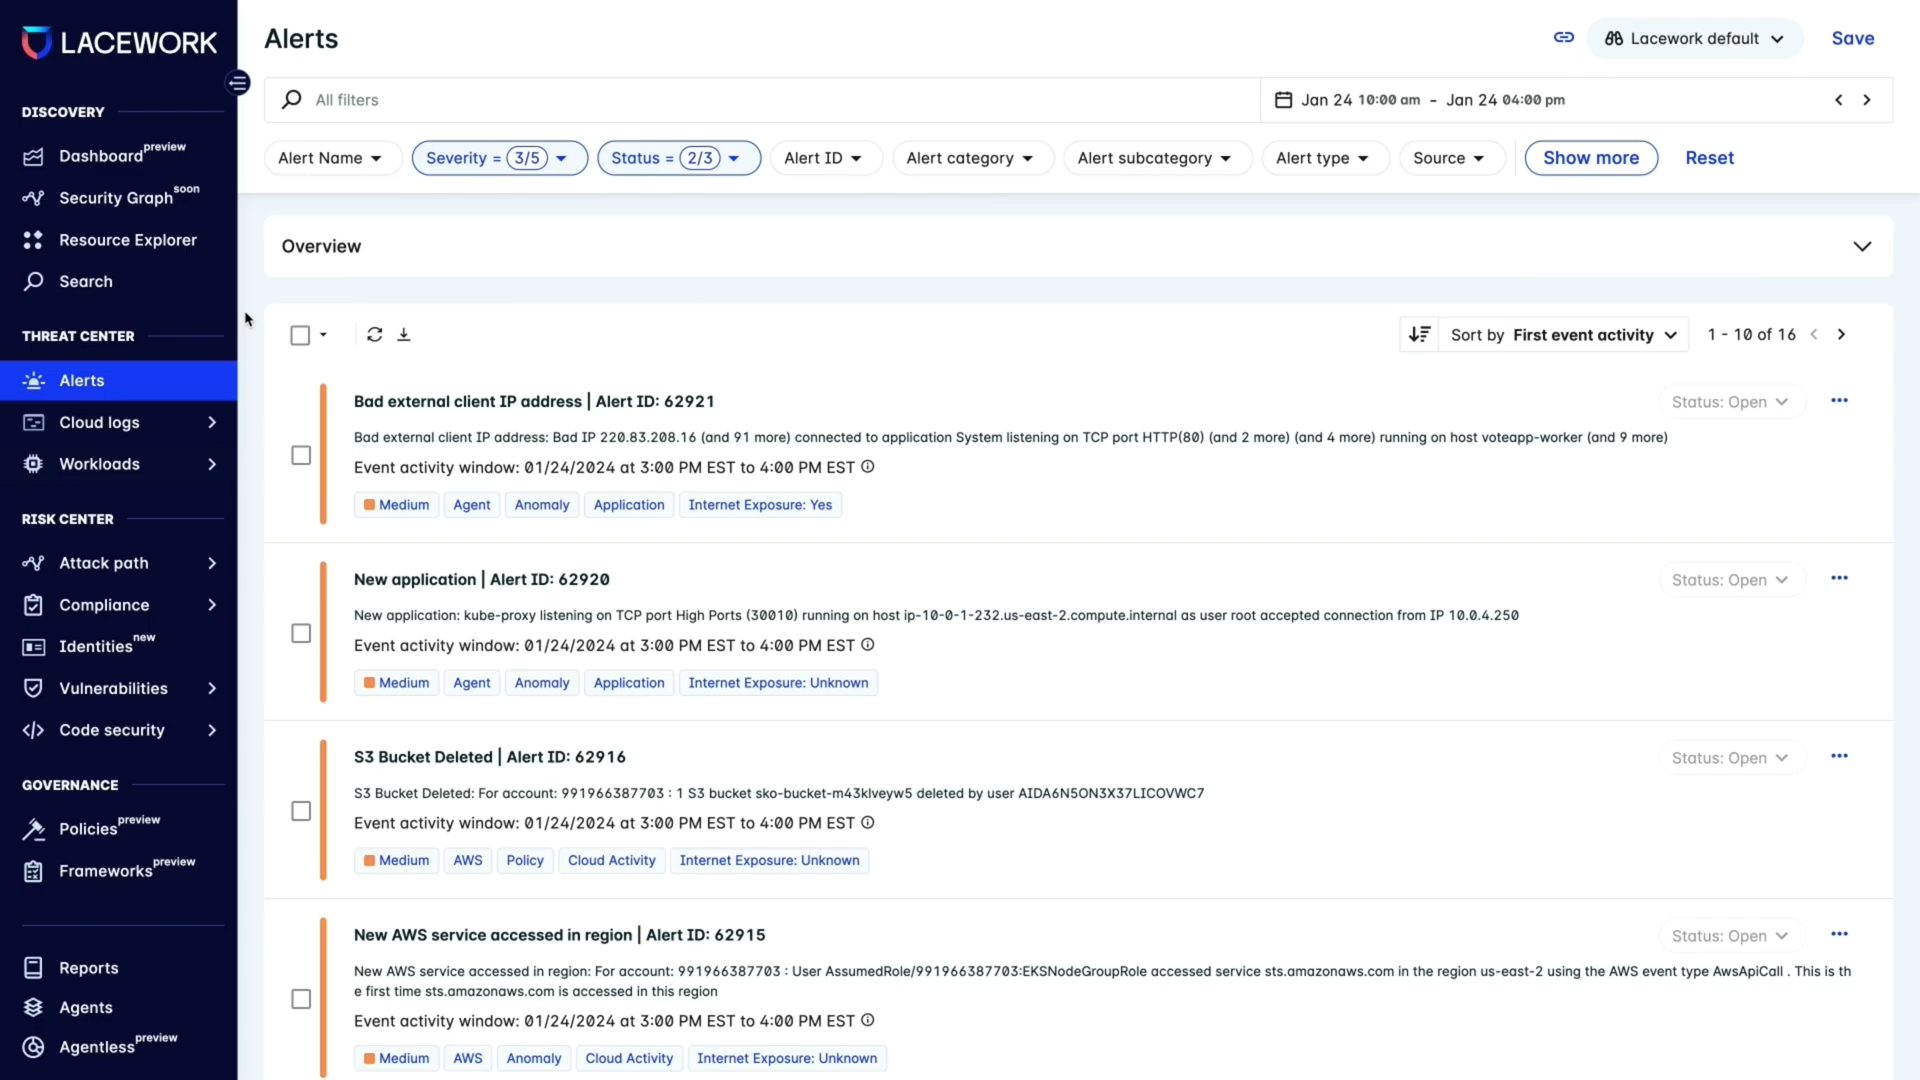 LACEWORK
DISCOVERY
Dashboard preview
Security Graph soon
Resource Explorer
Search
THREAT CENTER
Alerts
Cloud logs
Workloads
RISK CENTER
Attack path
Compliance
Identities new
Vulnerabilities
Code security
GOVERNANCE
Policies preview
Frameworks preview
Reports
Agents
Agentless preview
Alerts
Lacework default
Save
All filters
Jan 24 10:00 am - Jan 24 04:00 pm
Alert Name
Severity = 3/5
Status = 2/3
Alert ID
Alert category
Alert subcategory
Alert type
Source
Show more
Reset
Overview
Sort by First event activity
1 - 10 of 16
Bad external client IP address | Alert ID: 62921
Status: Open
Bad external client IP address: Bad IP 220.83.208.16 (and 91 more) connected to application System listening on TCP port HTTP(80) (and 2 more) (and 4 more) running on host voteapp-worker (and 9 more)
Event activity window: 01/24/2024 at 3:00 PM EST to 4:00 PM EST
Medium Agent Anomaly Application Internet Exposure: Yes
New application | Alert ID: 62920
Status: Open
New application: kube-proxy listening on TCP port High Ports (30010) running on host ip-10-0-1-232.us-east-2.compute.internal as user root accepted connection from IP 10.0.4.250
Event activity window: 01/24/2024 at 3:00 PM EST to 4:00 PM EST
Medium Agent Anomaly Application Internet Exposure: Unknown
S3 Bucket Deleted | Alert ID: 62916
Status: Open
S3 Bucket Deleted: For account: 991966387703 : 1 S3 bucket sko-bucket-m43klveyw5 deleted by user AIDA6N5ON3X37LICOVWC7
Event activity window: 01/24/2024 at 3:00 PM EST to 4:00 PM EST
Medium AWS Policy Cloud Activity Internet Exposure: Unknown
New AWS service accessed in region | Alert ID: 62915
Status: Open
New AWS service accessed in region: For account: 991966387703 : User AssumedRole/991966387703:EKSNodeGroupRole accessed service sts.amazonaws.com in the region us-east-2 using the AWS event type AwsApiCall . This is th
e first time sts.amazonaws.com is accessed in this region
Event activity window: 01/24/2024 at 3:00 PM EST to 4:00 PM EST
Medium AWS Anomaly Cloud Activity Internet Exposure: Unknown